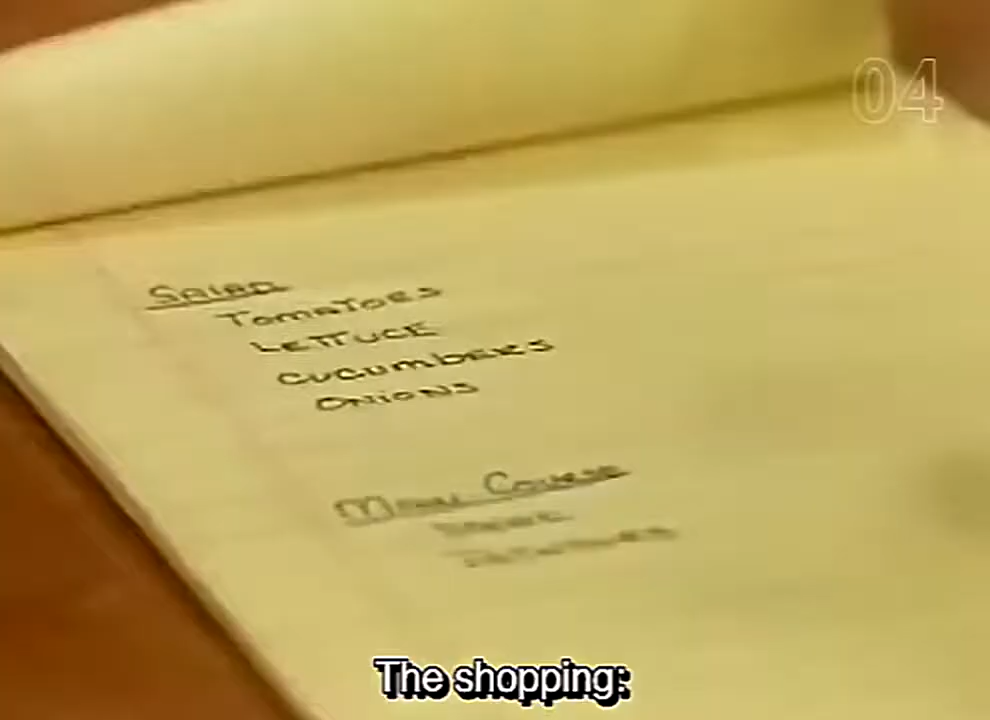 04
SALAD
TOMATOES
LETTUCE
CUCUMBERS
ONIONS
MAIN COURSE
The shopping: